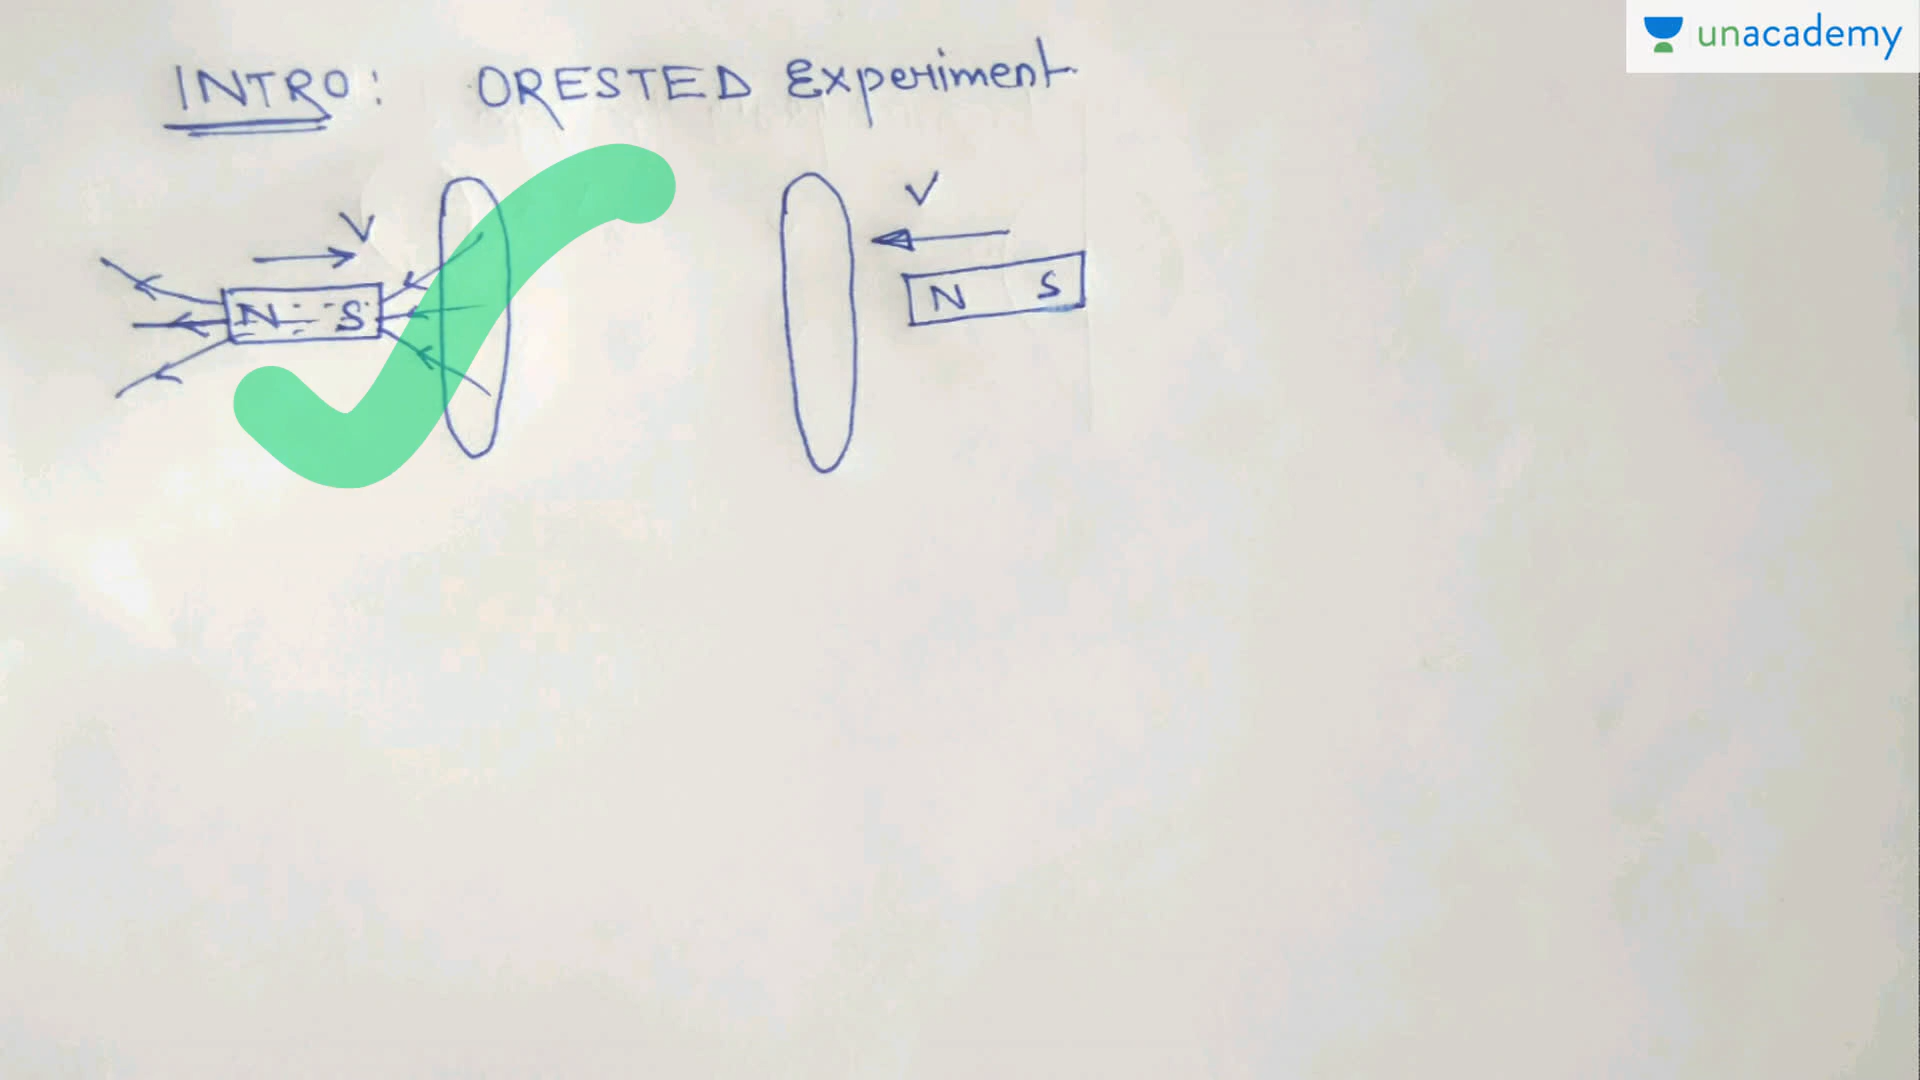 unacademy
INTRO: ORESTED Experiment
V
V
N S
N S